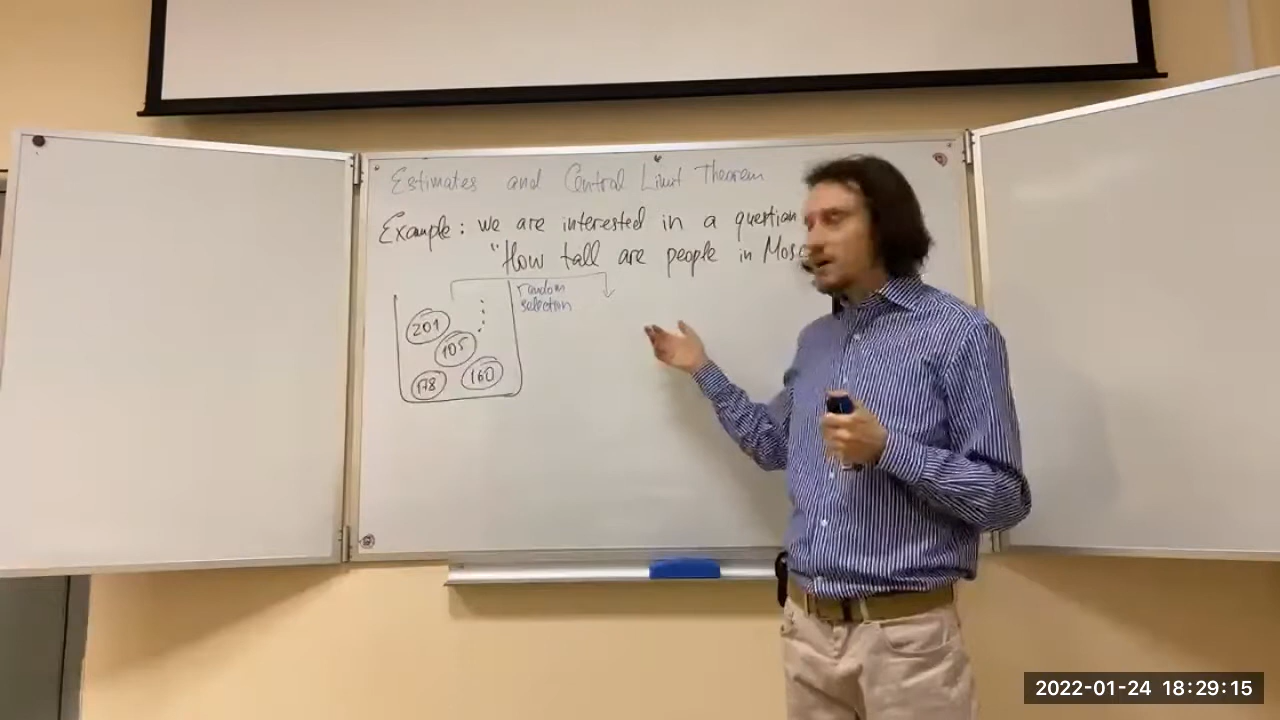 Estimates and Central Limit Theorem
Example: we are interested in a question
"How tall are people in Mosc
random
selection
201
105
178
160
2022-01-24 18:29:15